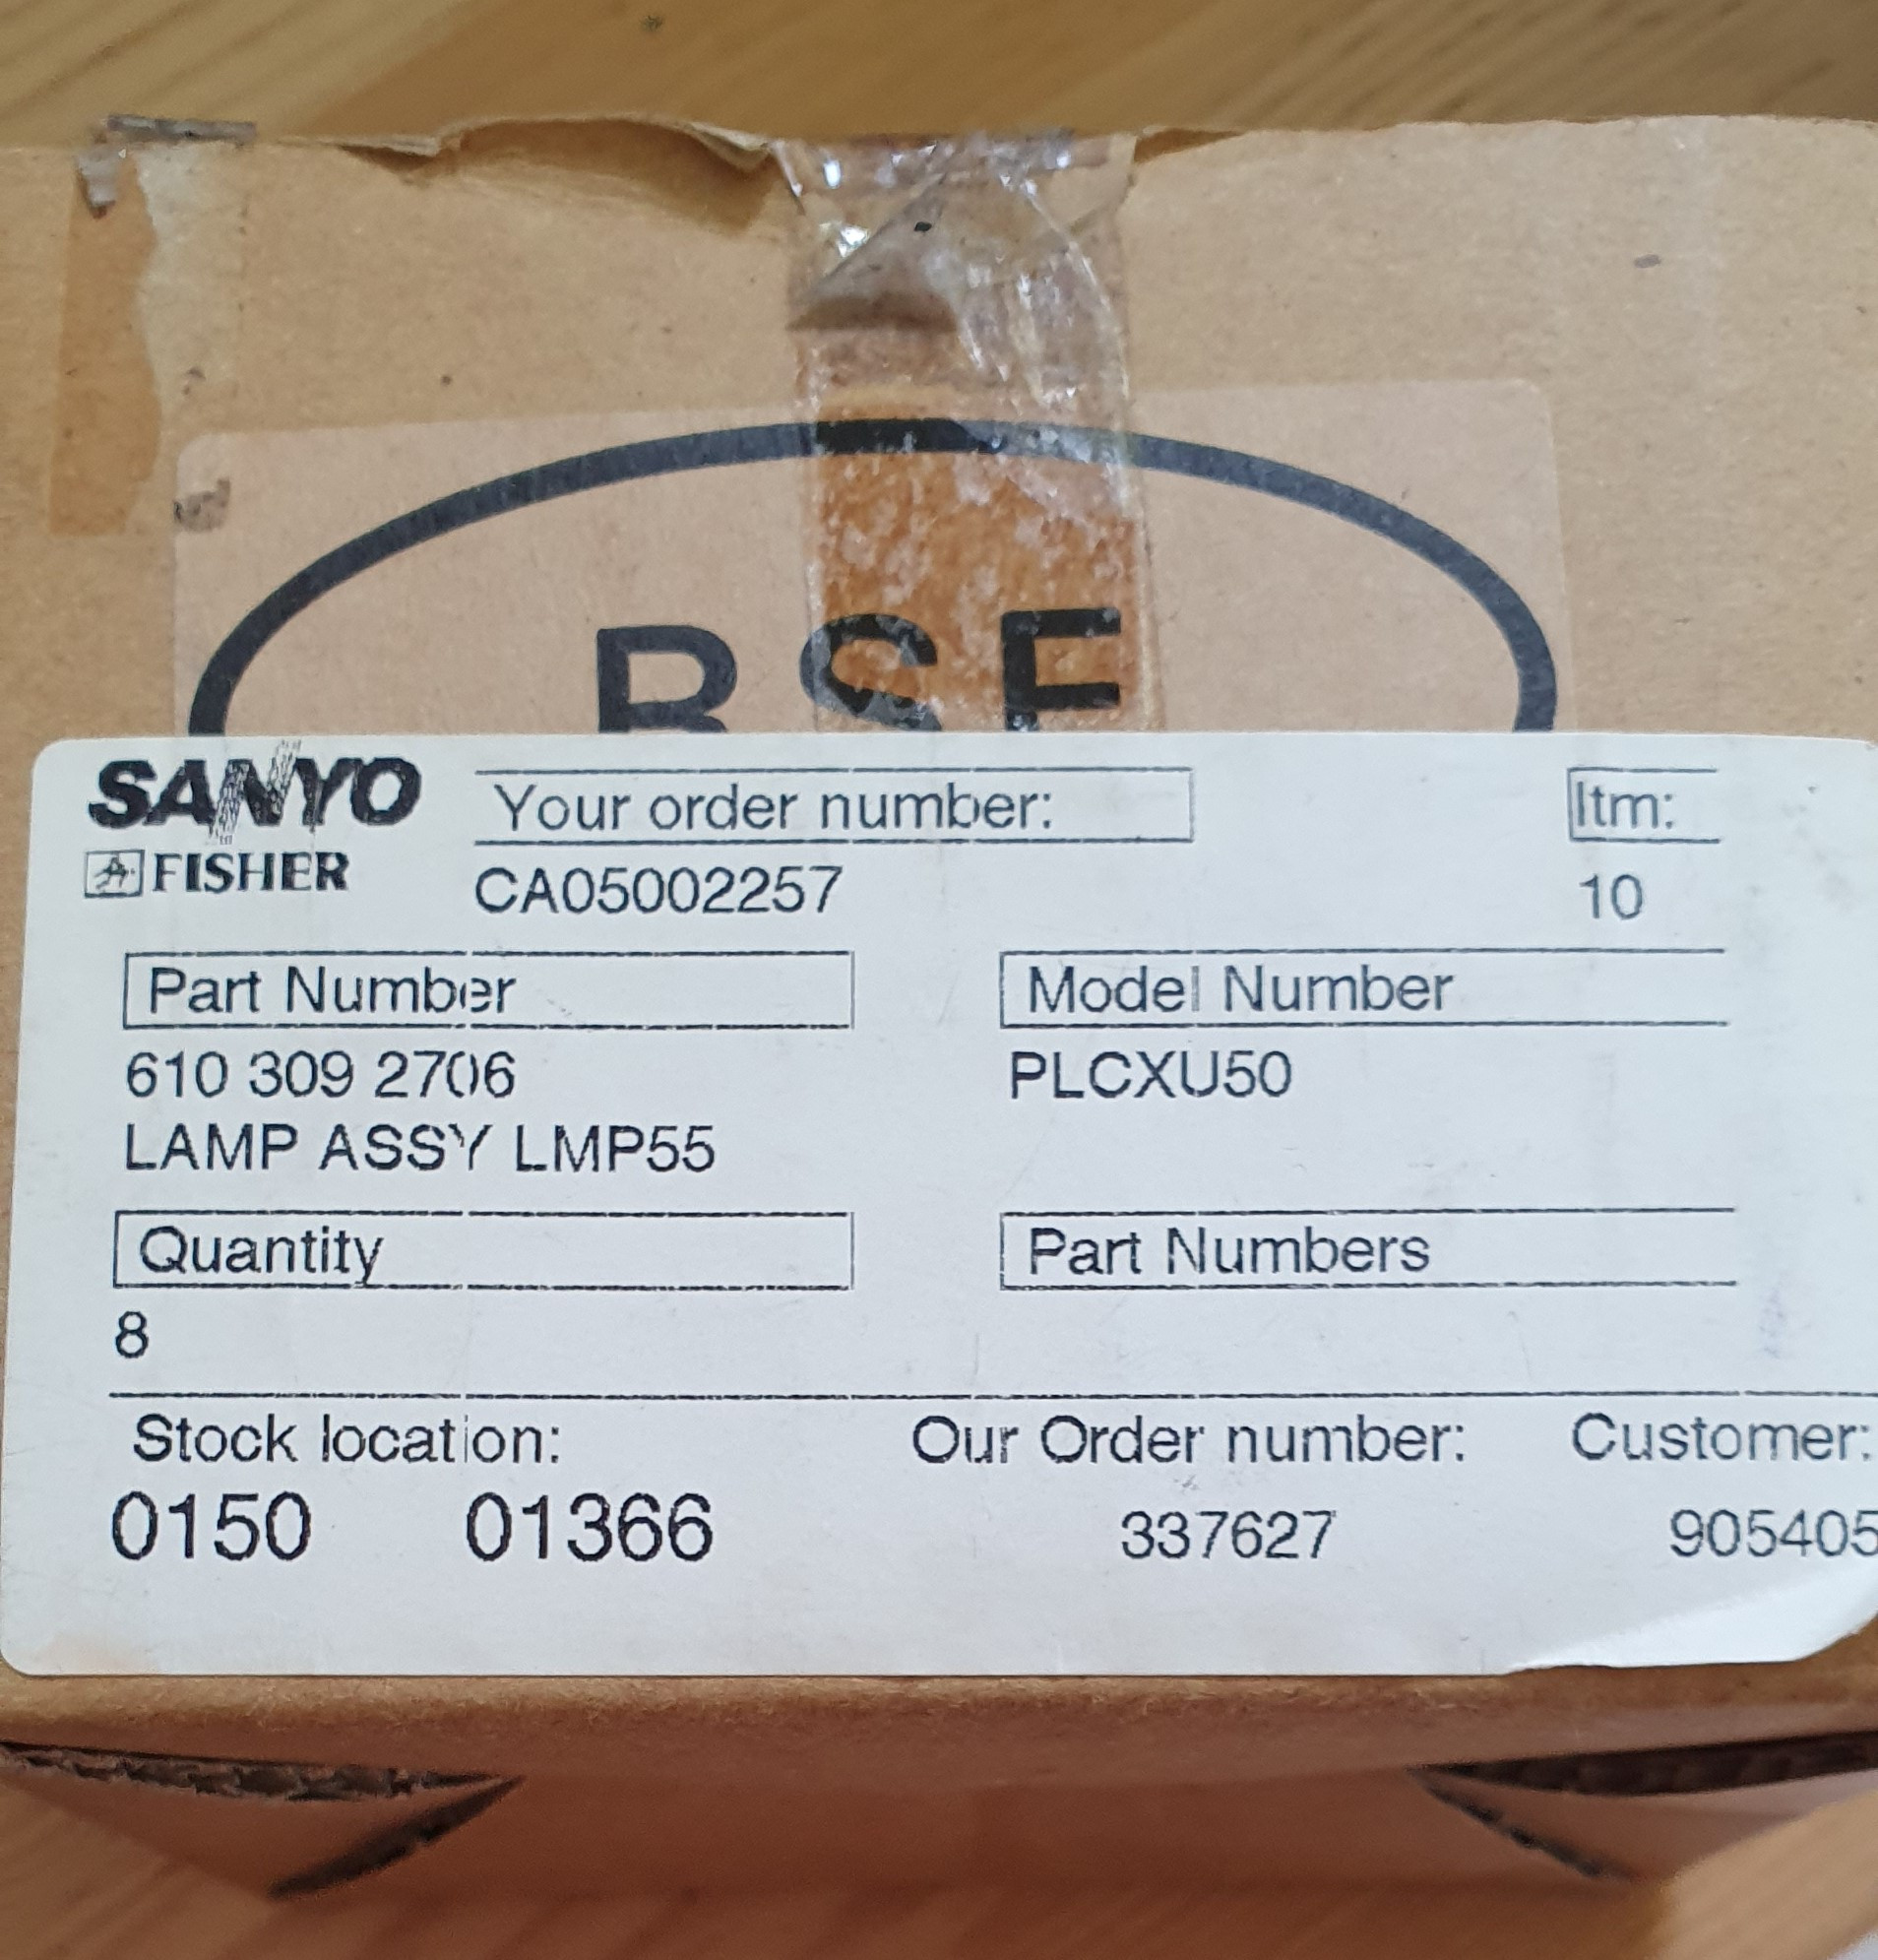 SANYO
FISHER
Your order number:
Itm:
CA05002257
10
Part Number
Model Number
610 309 2706
PLCXU50
LAMP ASSY LMP55
Quantity
Part Numbers
8
Stock location:
Our Order number:
Customer:
0150 01366
337627
905405